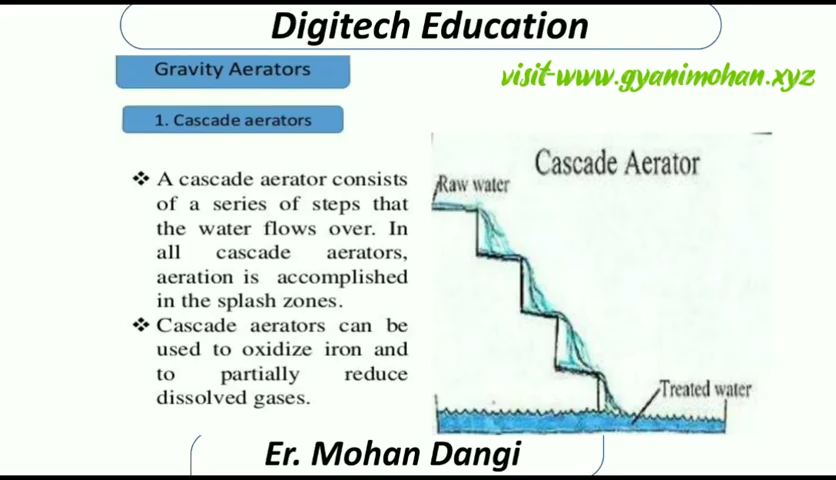 Digitech Education
Gravity Aerators
visit-www.gyanimohan.xyz
1. Cascade aerators
❖ A cascade aerator consists
of a series of steps that
the water flows over. In
all cascade aerators,
aeration is accomplished
in the splash zones.
❖ Cascade aerators can be
used to oxidize iron and
to partially reduce
dissolved gases.
Cascade Aerator
Raw water
Treated water
Er. Mohan Dangi